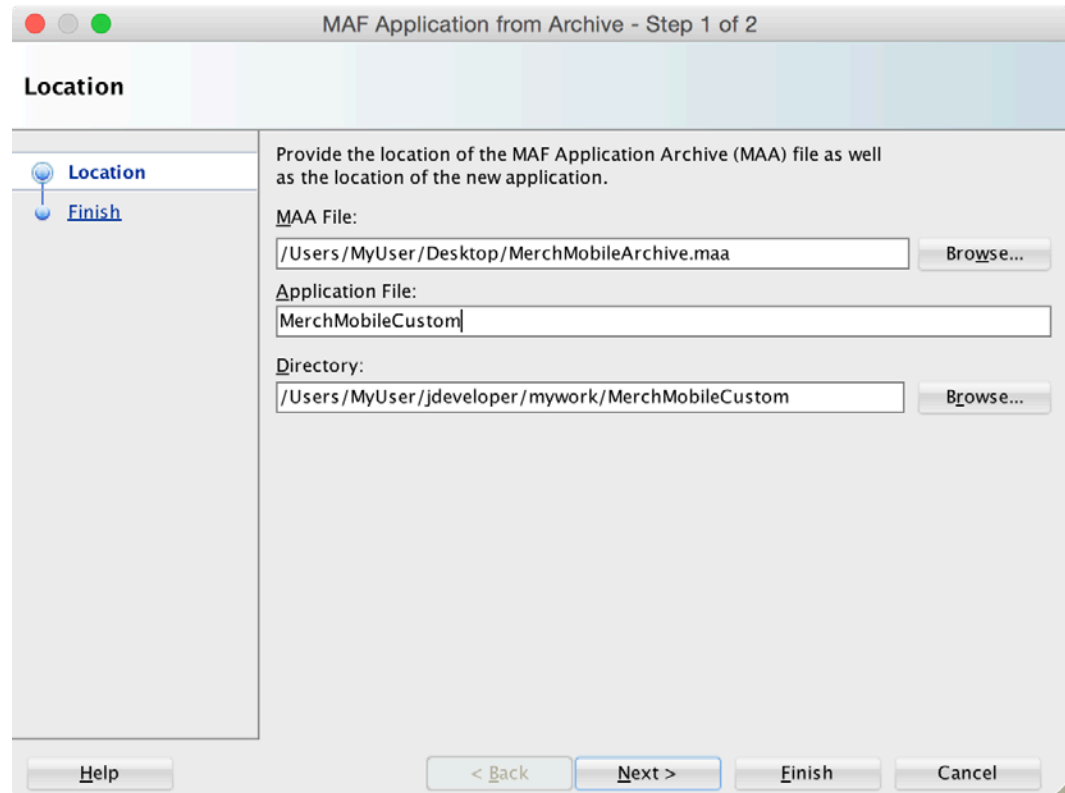 MAF Application from Archive - Step 1 of 2
Location
Location
Finish
Provide the location of the MAF Application Archive (MAA) file as well
as the location of the new application.
MAA File:
/Users/MyUser/Desktop/MerchMobileArchive.maa
Browse...
Application File:
MerchMobileCustom
Directory:
/Users/MyUser/jdeveloper/mywork/MerchMobileCustom
Browse...
Help
< Back
Next >
Finish
Cancel